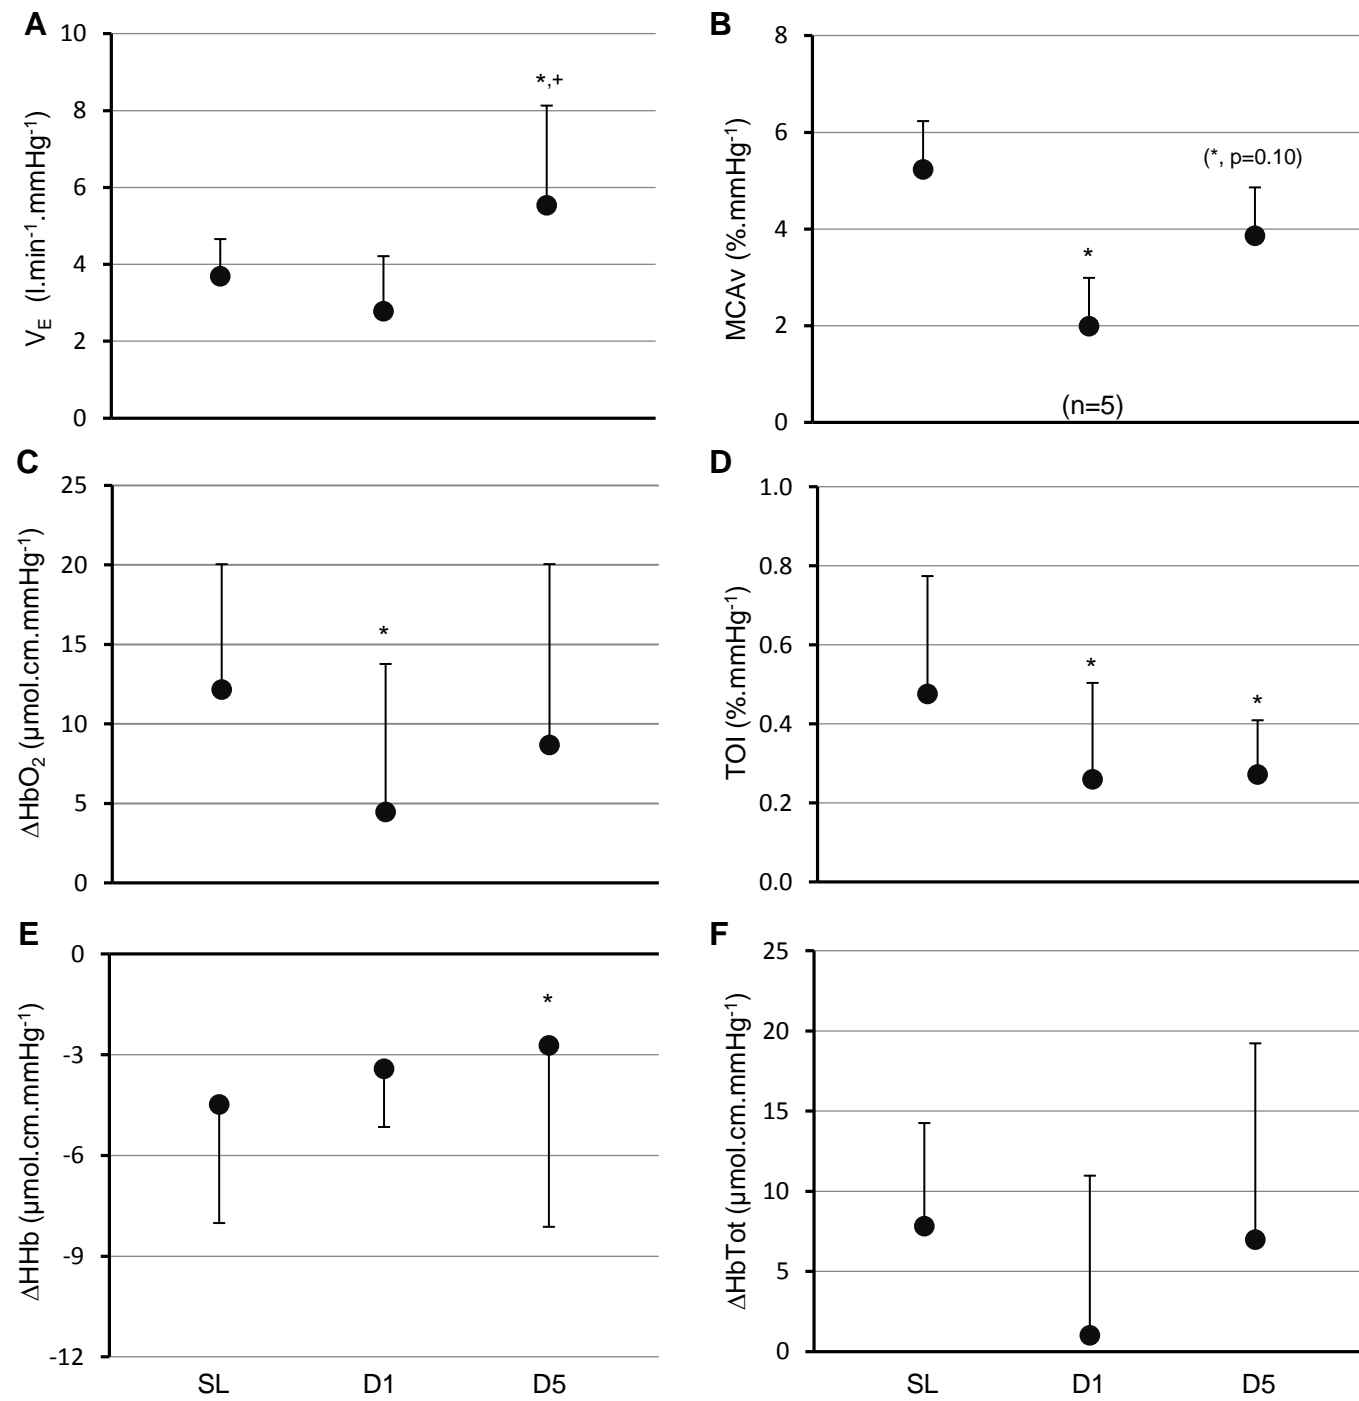 A
V_E (l.min⁻¹.mmHg⁻¹)
10
8
6
4
2
0
*,+
B
MCAv (%.mmHg⁻¹)
8
6
4
2
0
*
(*, p=0.10)
(n=5)
C
ΔHbO₂ (µmol.cm.mmHg⁻¹)
25
20
15
10
5
0
*
D
TOI (%.mmHg⁻¹)
1.0
0.8
0.6
0.4
0.2
0.0
*
*
E
ΔHHb (µmol.cm.mmHg⁻¹)
0
-3
-6
-9
-12
*
SL D1 D5
F
ΔHbTot (µmol.cm.mmHg⁻¹)
25
20
15
10
5
0
SL D1 D5